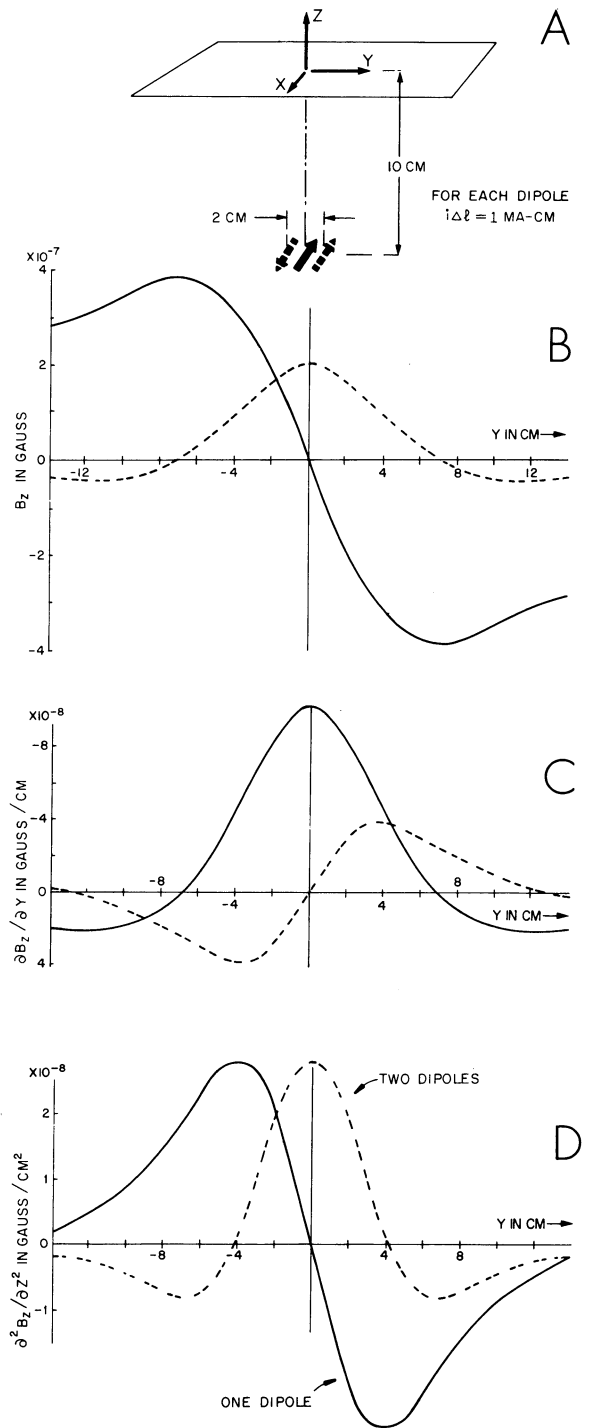 A
Z
Y
X
10 CM
2 CM
FOR EACH DIPOLE
iΔℓ = 1 MA-CM
X10⁻⁷
4
2
0
-2
-4
B_Z IN GAUSS
B
Y IN CM→
-12 -4 4 8 12
X10⁻⁸
-8
-4
0
4
∂B_Z/∂Y IN GAUSS/CM
C
-8 -4 4 8
Y IN CM→
X10⁻⁸
2
1
0
-1
∂²B_Z/∂Z² IN GAUSS/CM²
TWO DIPOLES
D
Y IN CM→
-8 -4 4 8
ONE DIPOLE